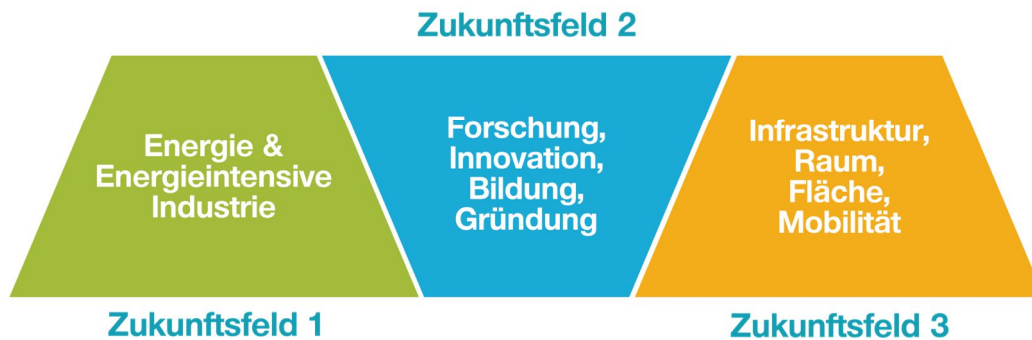 Zukunftsfeld 2
Energie &
Energieintensive
Industrie
Forschung,
Innovation,
Bildung,
Gründung
Infrastruktur,
Raum,
Fläche,
Mobilität
Zukunftsfeld 1
Zukunftsfeld 3